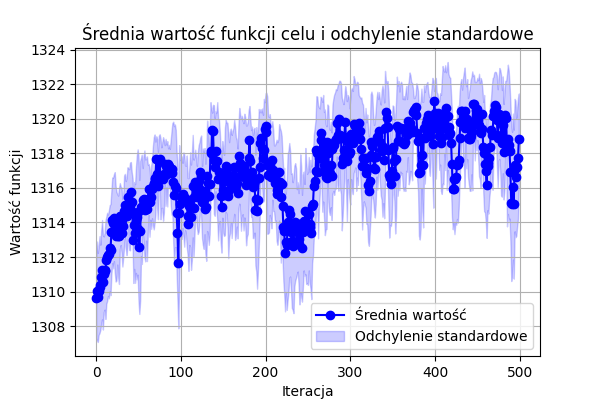 Średnia wartość funkcji celu i odchylenie standardowe
1324
1322
1320
1318
1316
1314
1312
1310
1308
Wartość funkcji
Średnia wartość
Odchylenie standardowe
0 100 200 300 400 500
Iteracja